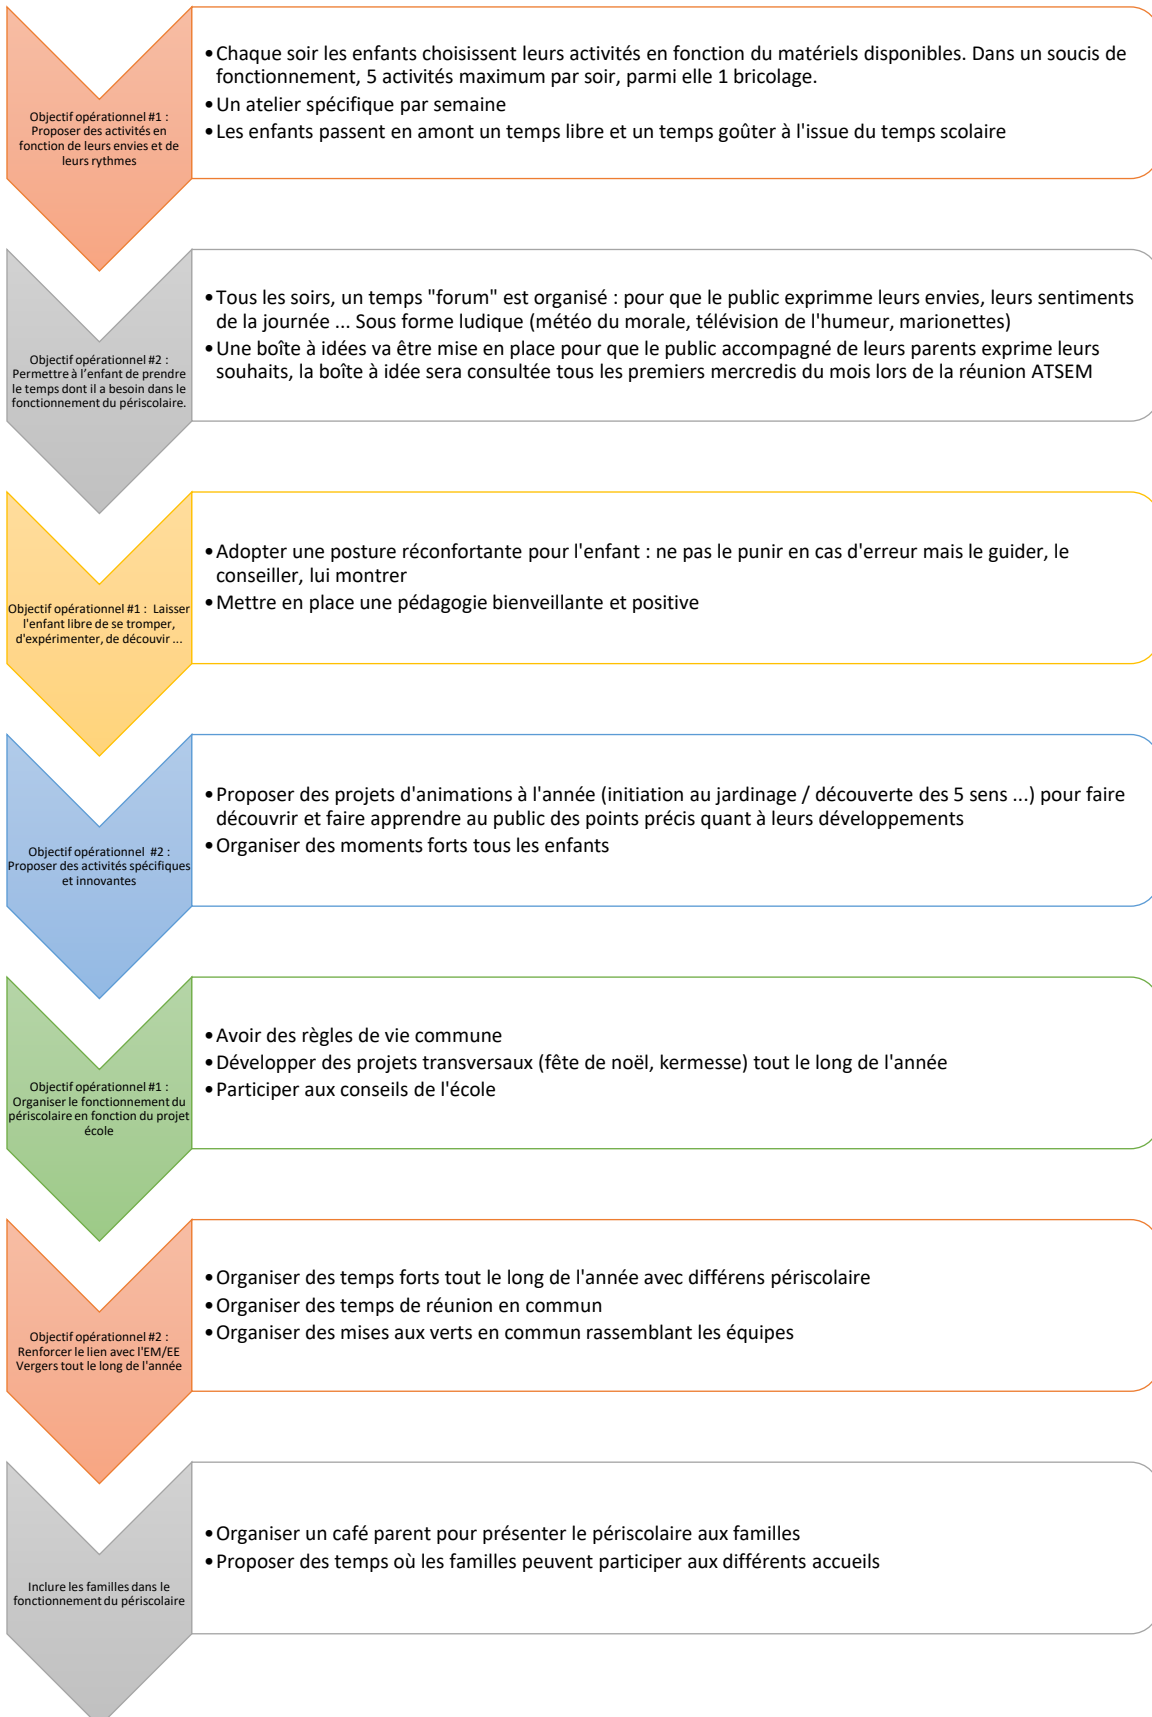 Objectif opérationnel #1 :
Proposer des activités en
fonction de leurs envies et de
leurs rythmes
•Chaque soir les enfants choisissent leurs activités en fonction du matériels disponibles. Dans un soucis de
fonctionnement, 5 activités maximum par soir, parmi elle 1 bricolage.
•Un atelier spécifique par semaine
•Les enfants passent en amont un temps libre et un temps goûter à l'issue du temps scolaire
Objectif opérationnel #2 :
Permettre à l'enfant de prendre
le temps dont il a besoin dans le
fonctionnement du périscolaire.
•Tous les soirs, un temps "forum" est organisé : pour que le public exprimme leurs envies, leurs sentiments
de la journée ... Sous forme ludique (météo du morale, télévision de l'humeur, marionettes)
•Une boîte à idées va être mise en place pour que le public accompagné de leurs parents exprime leurs
souhaits, la boîte à idée sera consultée tous les premiers mercredis du mois lors de la réunion ATSEM
Objectif opérationnel #1 : Laisser
l'enfant libre de se tromper,
d'expérimenter, de découvir ...
•Adopter une posture réconfortante pour l'enfant : ne pas le punir en cas d'erreur mais le guider, le
conseiller, lui montrer
•Mettre en place une pédagogie bienveillante et positive
Objectif opérationnel #2 :
Proposer des activités spécifiques
et innovantes
•Proposer des projets d'animations à l'année (initiation au jardinage / découverte des 5 sens ...) pour faire
découvrir et faire apprendre au public des points précis quant à leurs développements
•Organiser des moments forts tous les enfants
Objectif opérationnel #1 :
Organiser le fonctionnement du
périscolaire en fonction du projet
école
•Avoir des règles de vie commune
•Développer des projets transversaux (fête de noël, kermesse) tout le long de l'année
•Participer aux conseils de l'école
Objectif opérationnel #2 :
Renforcer le lien avec l'EM/EE
Vergers tout le long de l'année
•Organiser des temps forts tout le long de l'année avec différens périscolaire
•Organiser des temps de réunion en commun
•Organiser des mises aux verts en commun rassemblant les équipes
Inclure les familles dans le
fonctionnement du périscolaire
•Organiser un café parent pour présenter le périscolaire aux familles
•Proposer des temps où les familles peuvent participer aux différents accueils